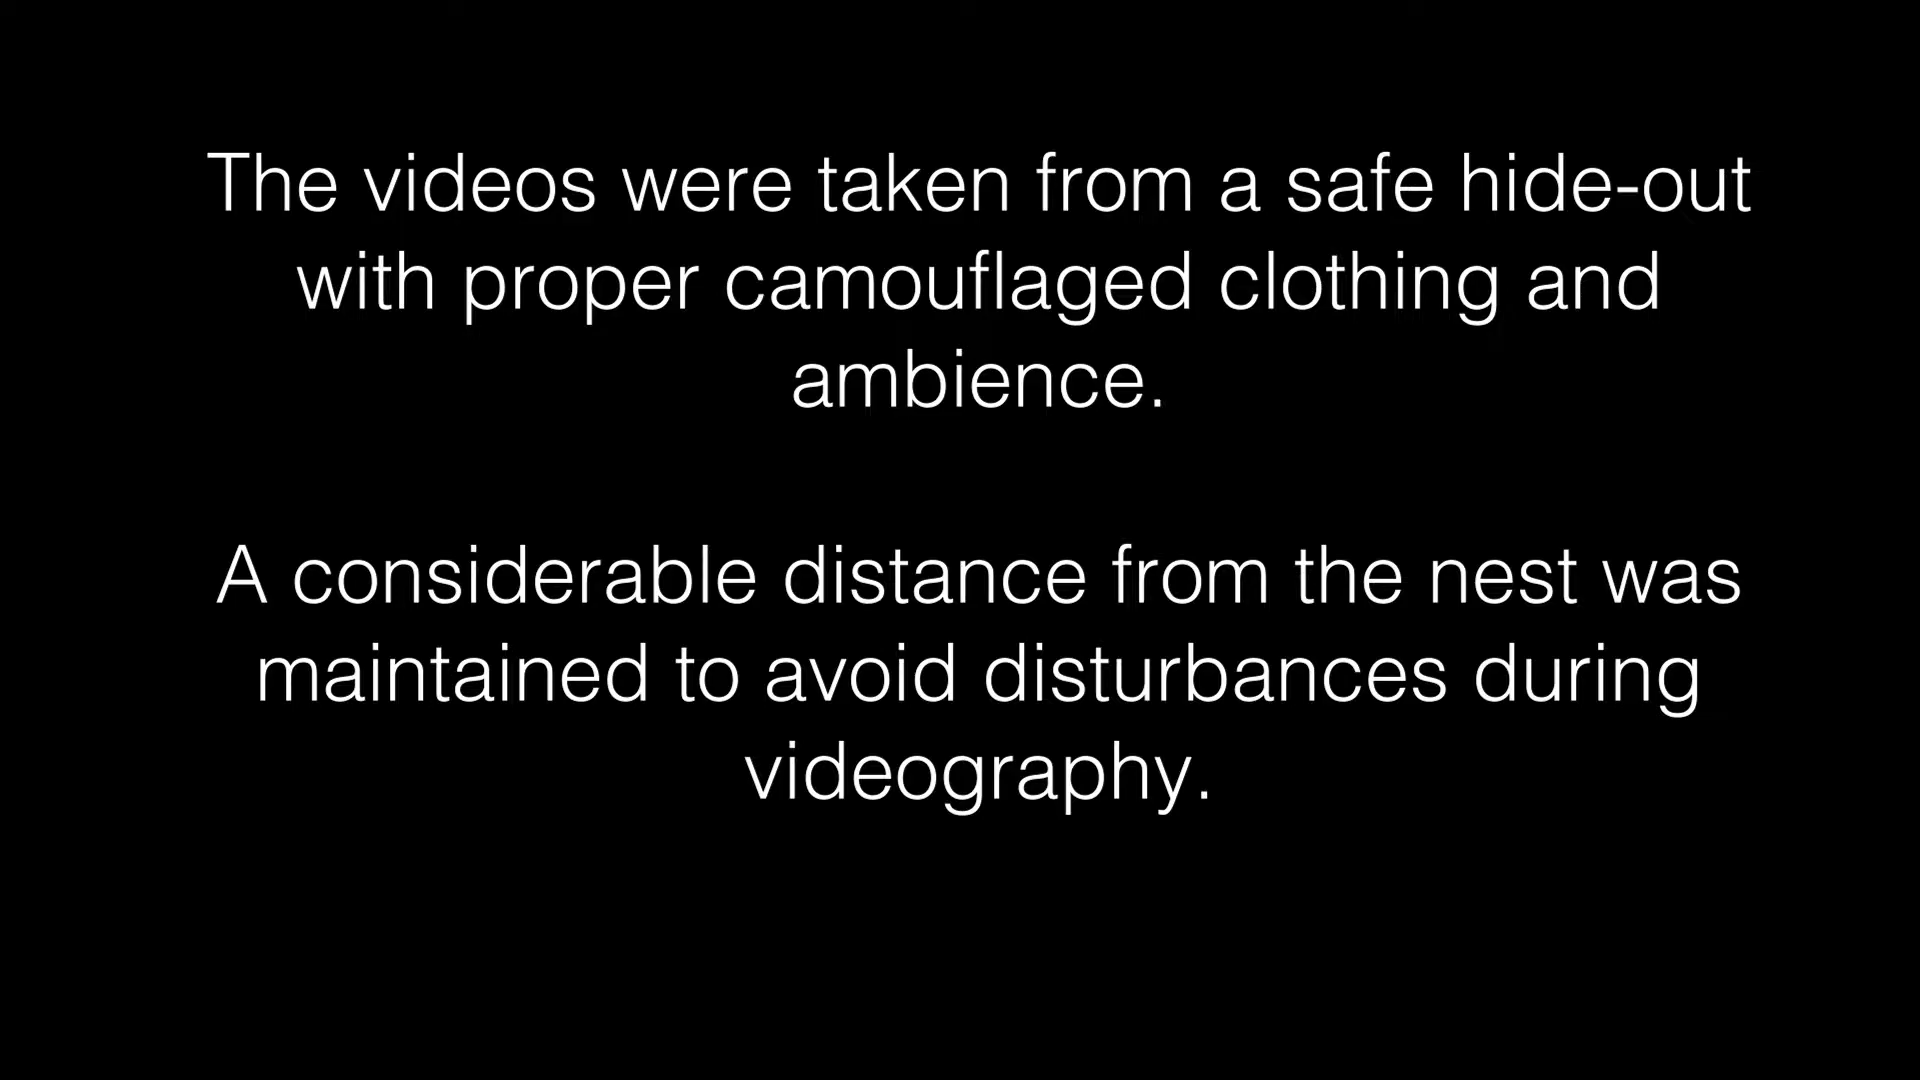 The videos were taken from a safe hide-out
with proper camouflaged clothing and
ambience.
A considerable distance from the nest was
maintained to avoid disturbances during
videography.